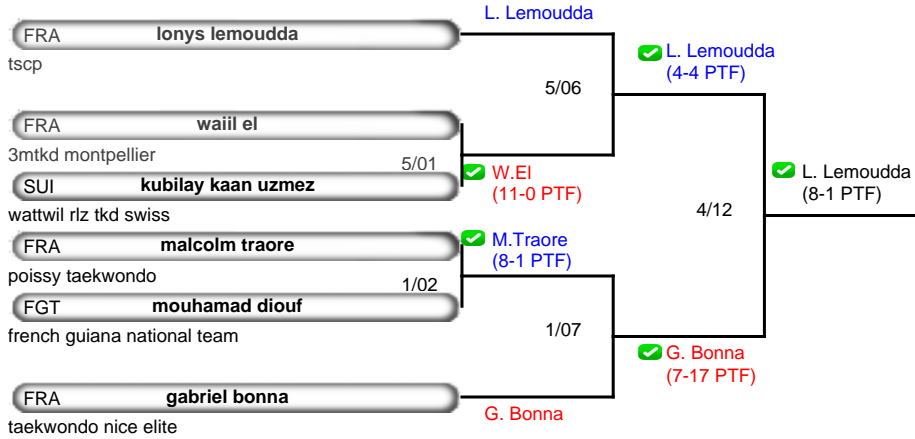 L. Lemoudda
FRA lonys lemoudda
tscp
L. Lemoudda
(4-4 PTF)
5/06
FRA waiil el
3mtkd montpellier
5/01
W.El
(11-0 PTF)
SUI kubilay kaan uzmez
wattwil rlz tkd swiss
L. Lemoudda
(8-1 PTF)
4/12
FRA malcolm traore
poissy taekwondo
M.Traore
(8-1 PTF)
1/02
FGT mouhamad diouf
french guiana national team
1/07
G. Bonna
(7-17 PTF)
FRA gabriel bonna
taekwondo nice elite
G. Bonna